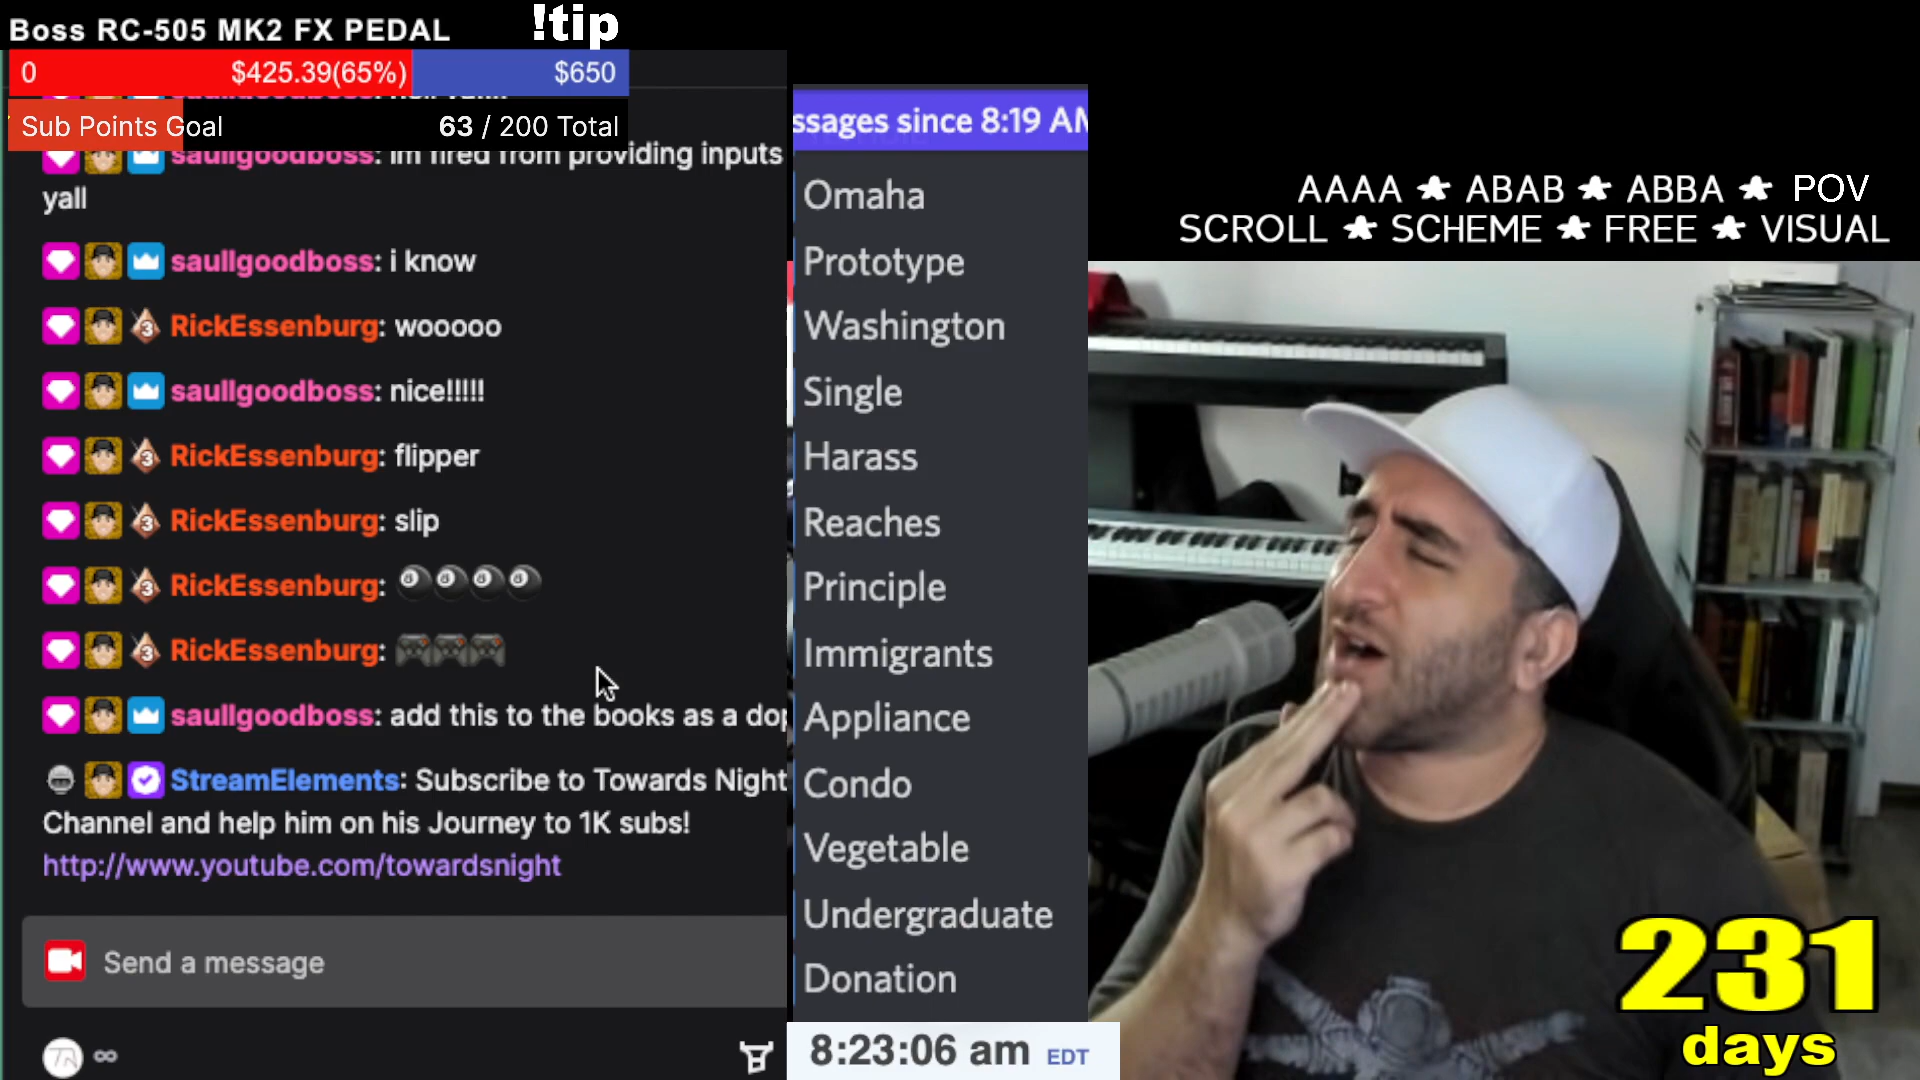 Boss RC-505 MK2 FX PEDAL
!tip
0 $425.39(65%) $650
Sub Points Goal 63 / 200 Total
saullgoodboss: im fired from providing inputs
yall
saullgoodboss: i know
RickEssenburg: wooooo
saullgoodboss: nice!!!!!
RickEssenburg: flipper
RickEssenburg: slip
RickEssenburg:
RickEssenburg:
saullgoodboss: add this to the books as a
StreamElements: Subscribe to Towards Night
Channel and help him on his Journey to 1K subs!
http://www.youtube.com/towardsnight
Send a message
ssages since 8:19 AM
Omaha
Prototype
Washington
Single
Harass
Reaches
Principle
Immigrants
Appliance
Condo
Vegetable
Undergraduate
Donation
8:23:06 am EDT
AAAA ★ ABAB ★ ABBA ★ POV
SCROLL ★ SCHEME ★ FREE ★ VISUAL
231
days